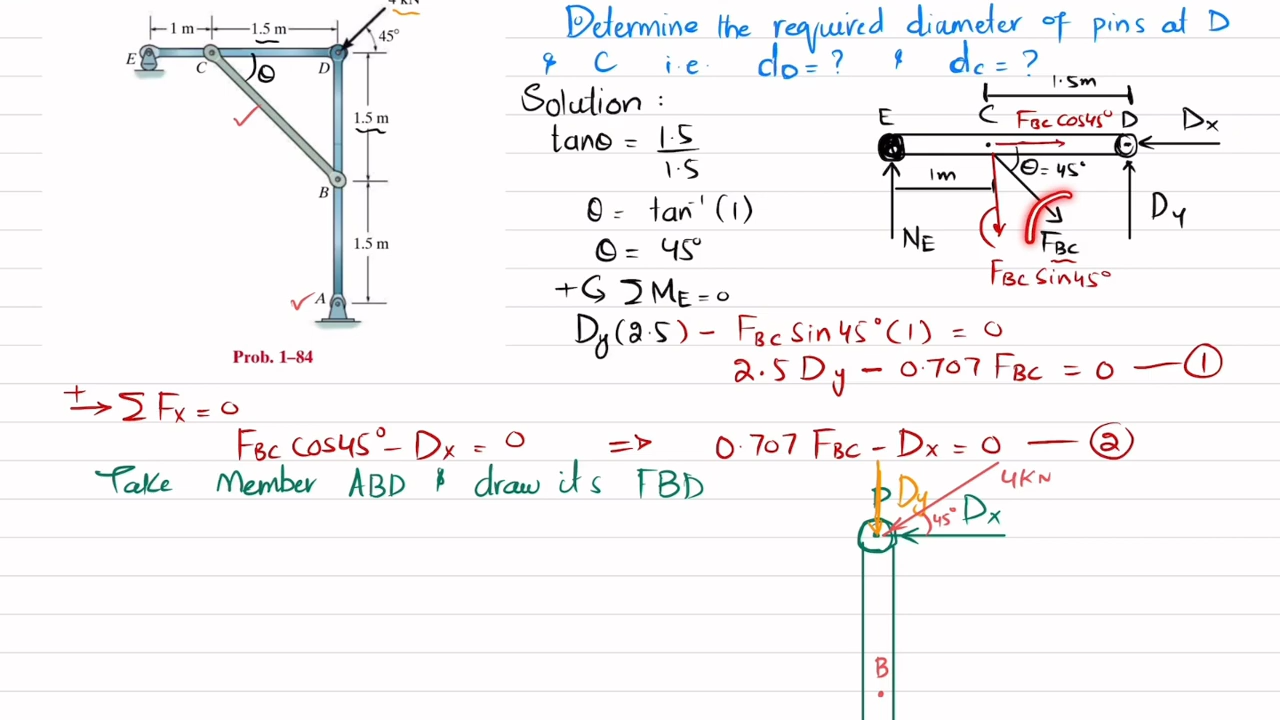 Determine the required diameter of pins at D
& C i.e. dD = ? & dC = ?
1 m
1.5 m
kN
45°
E
C
θ
D
1.5 m
B
1.5 m
A
Prob. 1–84
Solution :
tanθ = 1.5 / 1.5
θ = tan⁻¹ (1)
θ = 45°
+↺ ΣME = 0
Dy (2.5) - FBC Sin 45° (1) = 0
2.5 Dy - 0.707 FBC = 0 — ①
1.5m
E
C
FBC cos45°
D
Dx
θ = 45°
1m
NE
FBC
Dy
FBC Sin45°
+→ ΣFx = 0
FBC cos45° - Dx = 0 => 0.707 FBC - Dx = 0 — ②
Take Member ABD & draw its FBD
D
Dy
4KN
45°
Dx
B